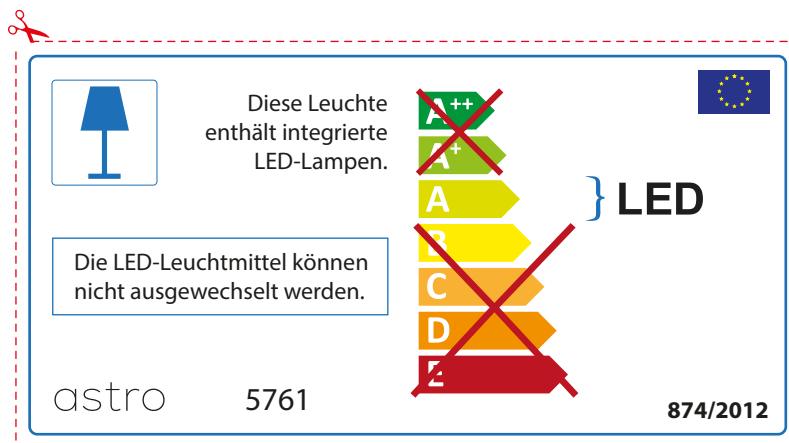 Diese Leuchte
enthält integrierte
LED-Lampen.
A++
A+
A
B
C
D
E
} LED
Die LED-Leuchtmittel können
nicht ausgewechselt werden.
astro
5761
874/2012